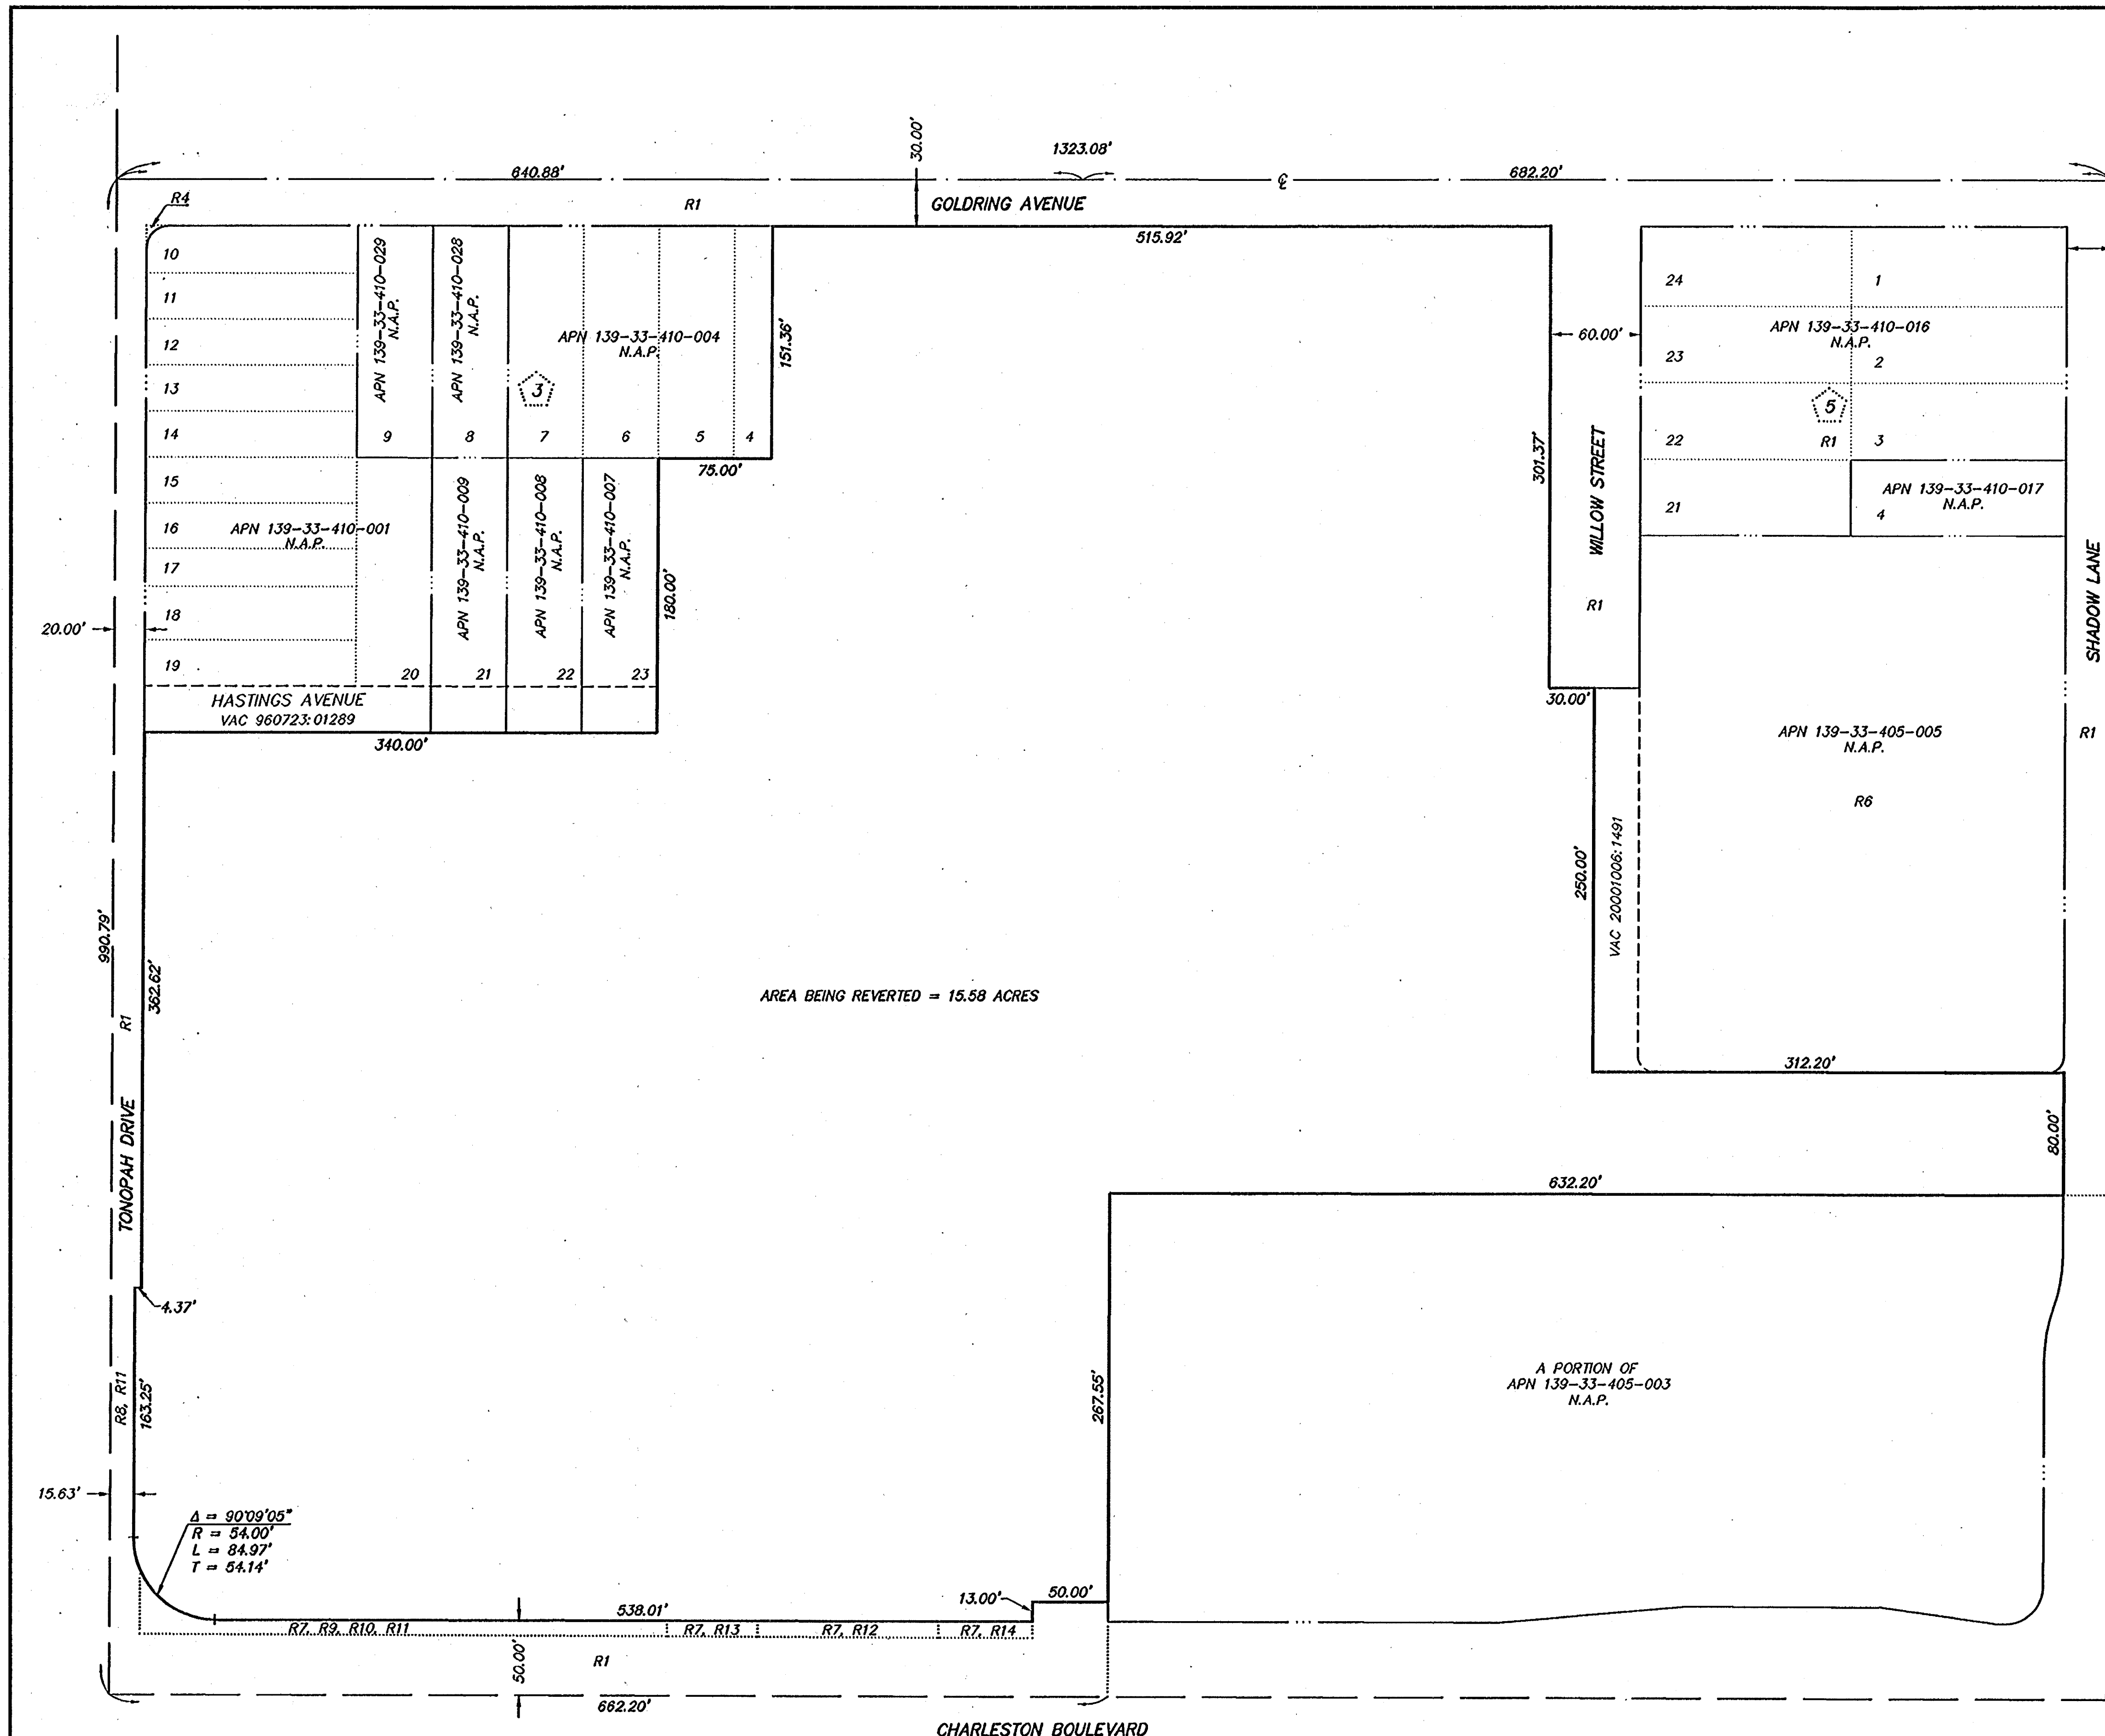 30.00'
1323.08'
640.88'
℄
682.20'
R4
R1
GOLDRING AVENUE
515.92'
10
11
12
13
14
15
16
17
18
19
APN 139-33-410-001
N.A.P.
APN 139-33-410-029
N.A.P.
APN 139-33-410-028
N.A.P.
APN 139-33-410-004
N.A.P.
3
9
8
7
6
5
4
151.36'
75.00'
APN 139-33-410-009
N.A.P.
APN 139-33-410-008
N.A.P.
APN 139-33-410-007
N.A.P.
180.00'
20
21
22
23
HASTINGS AVENUE
VAC 960723:01289
340.00'
20.00'
60.00'
301.37'
WILLOW STREET
R1
30.00'
24
1
APN 139-33-410-016
N.A.P.
23
2
5
22
R1
3
21
APN 139-33-410-017
N.A.P.
4
SHADOW LANE
R1
APN 139-33-405-005
N.A.P.
R6
250.00'
VAC 20001006:1491
312.20'
80.00'
990.79'
362.62'
R1
TONOPAH DRIVE
AREA BEING REVERTED = 15.58 ACRES
632.20'
4.37'
R8, R11
163.25'
267.55'
A PORTION OF
APN 139-33-405-003
N.A.P.
15.63'
Δ = 90°09'05"
R = 54.00'
L = 84.97'
T = 54.14'
13.00'
50.00'
538.01'
R7, R9, R10, R11
R7, R13
R7, R12
R7, R14
50.00'
R1
662.20'
CHARLESTON BOULEVARD